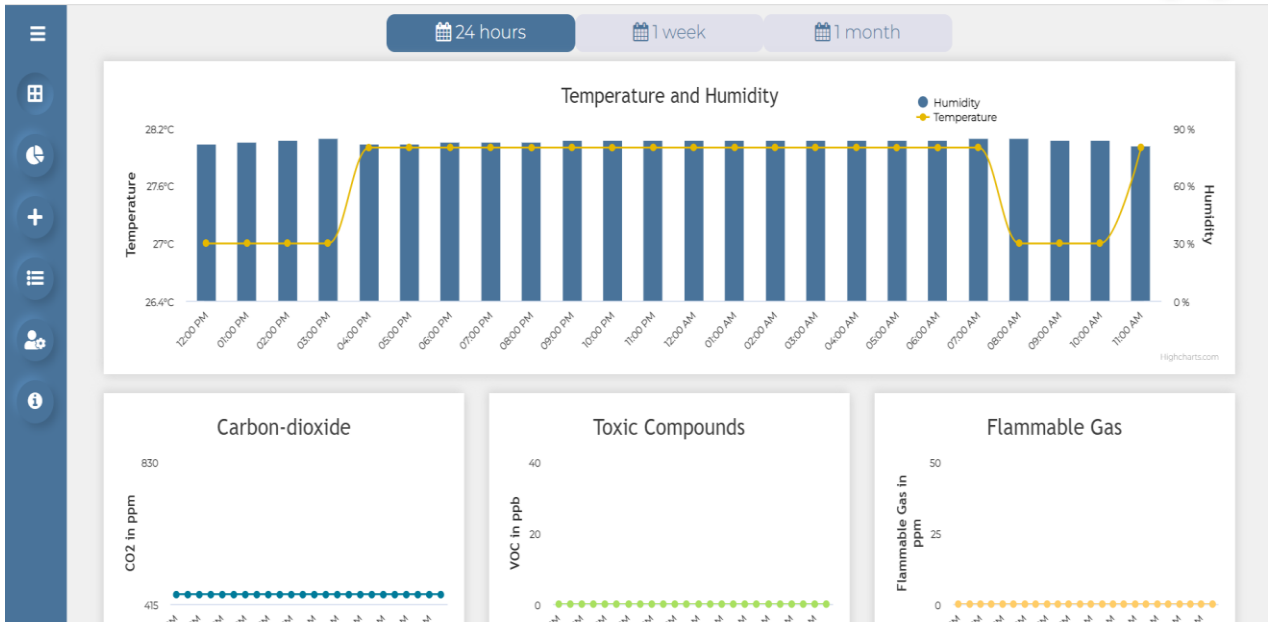 24 hours
1 week
1 month
Temperature and Humidity
Humidity
Temperature
28.2°C
27.6°C
27°C
26.4°C
Temperature
90 %
60 %
30 %
0 %
Humidity
12:00 PM
01:00 PM
02:00 PM
03:00 PM
04:00 PM
05:00 PM
06:00 PM
07:00 PM
08:00 PM
09:00 PM
10:00 PM
11:00 PM
12:00 AM
01:00 AM
02:00 AM
03:00 AM
04:00 AM
05:00 AM
06:00 AM
07:00 AM
08:00 AM
09:00 AM
10:00 AM
11:00 AM
Highcharts.com
Carbon-dioxide
830
CO2 in ppm
415
Toxic Compounds
40
VOC in ppb
20
0
Flammable Gas
50
Flammable Gas in
ppm
25
0